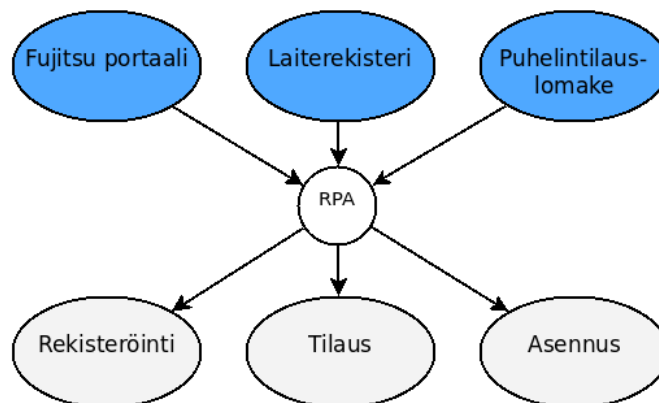 Fujitsu portaali
Laiterekisteri
Puhelintilaus-
lomake
RPA
Rekisteröinti
Tilaus
Asennus